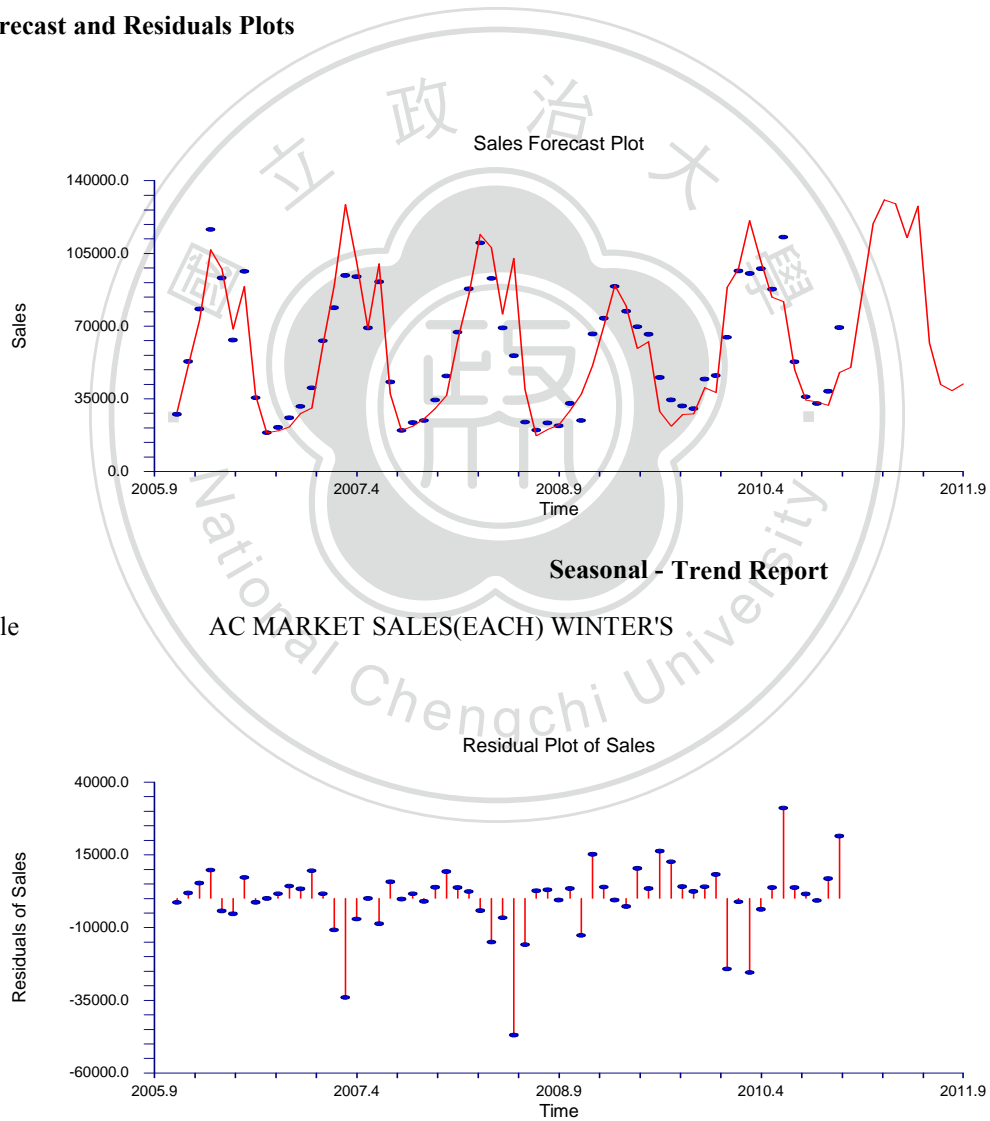 recast and Residuals Plots
Sales Forecast Plot
140000.0
105000.0
70000.0
35000.0
0.0
Sales
2005.9 2007.4 2008.9 2010.4 2011.9
Time
Seasonal - Trend Report
le AC MARKET SALES(EACH) WINTER'S
Residual Plot of Sales
40000.0
15000.0
-10000.0
-35000.0
-60000.0
Residuals of Sales
2005.9 2007.4 2008.9 2010.4 2011.9
Time
國立政治大學
National Chengchi University
政